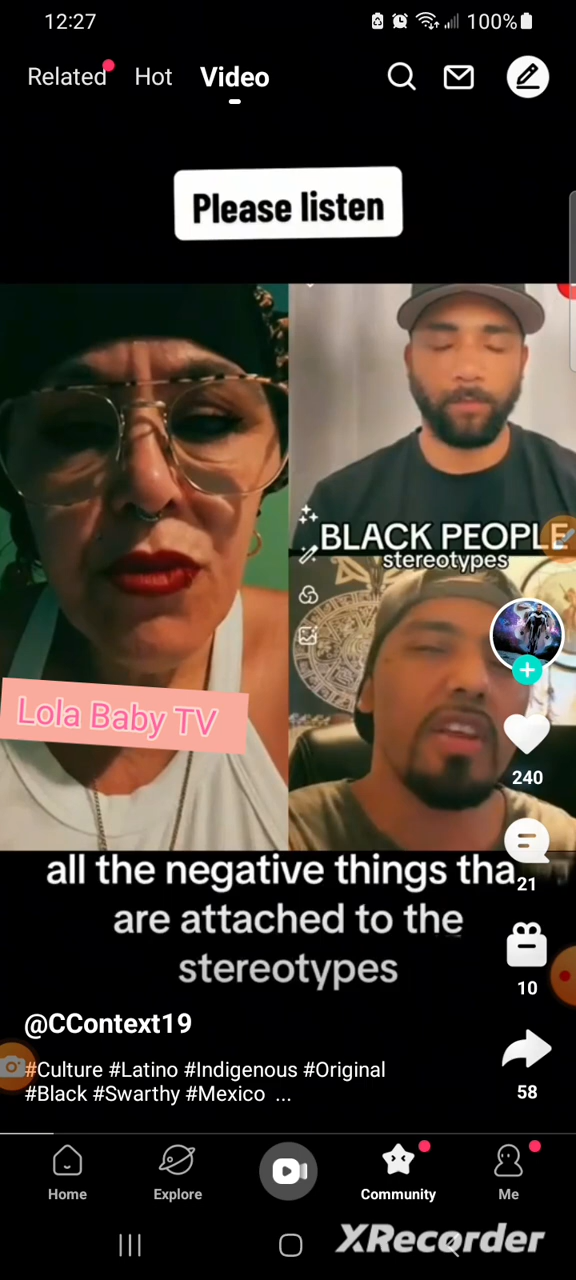 12:27
100%
Related Hot Video
Please listen
BLACK PEOPLE
stereotypes
Lola Baby TV
240
all the negative things tha
are attached to the
stereotypes
21
10
@CContext19
#Culture #Latino #Indigenous #Original
#Black #Swarthy #Mexico ...
58
Home Explore Community Me
XRecorder